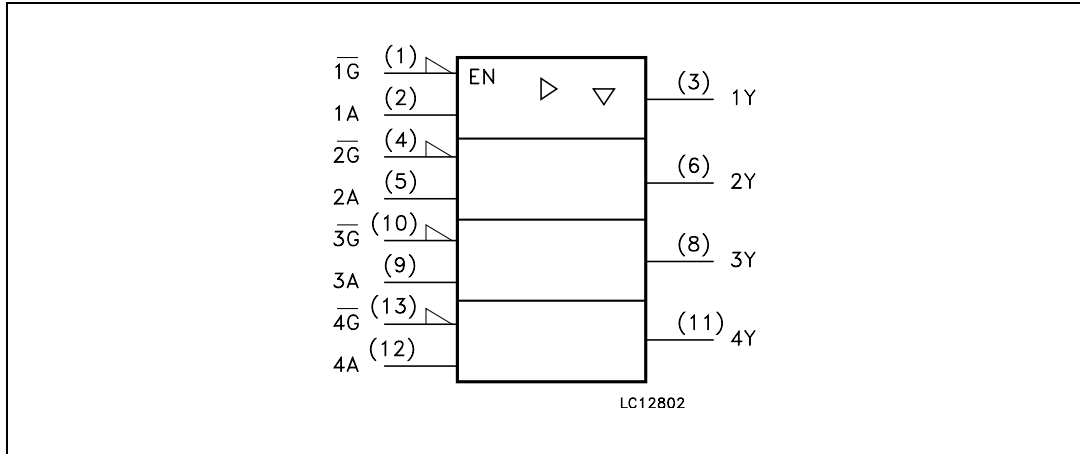 1G̅ (1) EN
1A (2) (3) 1Y
2G̅ (4)
2A (5) (6) 2Y
3G̅ (10)
3A (9) (8) 3Y
4G̅ (13)
4A (12) (11) 4Y
LC12802